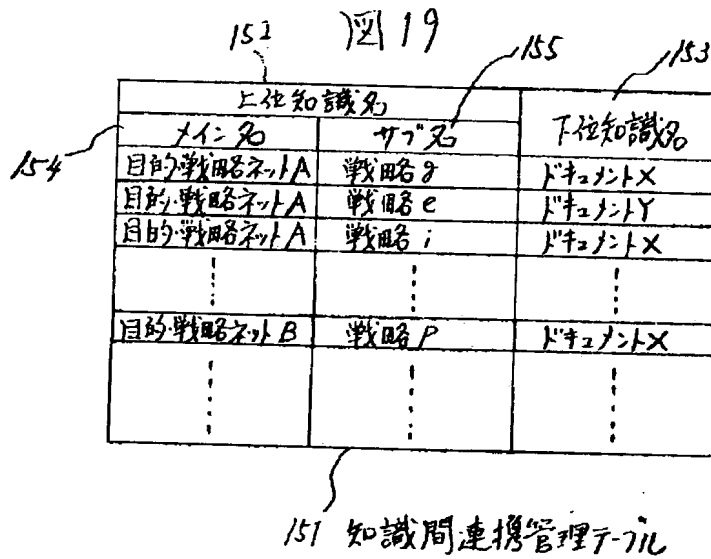 図19
152
155
153
154
上位知識名
下位知識名
メイン名 サブ名
目的・戦略ネットA 戦略g ドキュメントX
目的・戦略ネットA 戦略e ドキュメントY
目的・戦略ネットA 戦略i ドキュメントX
目的・戦略ネットB 戦略p ドキュメントX
151 知識間連携管理テーブル